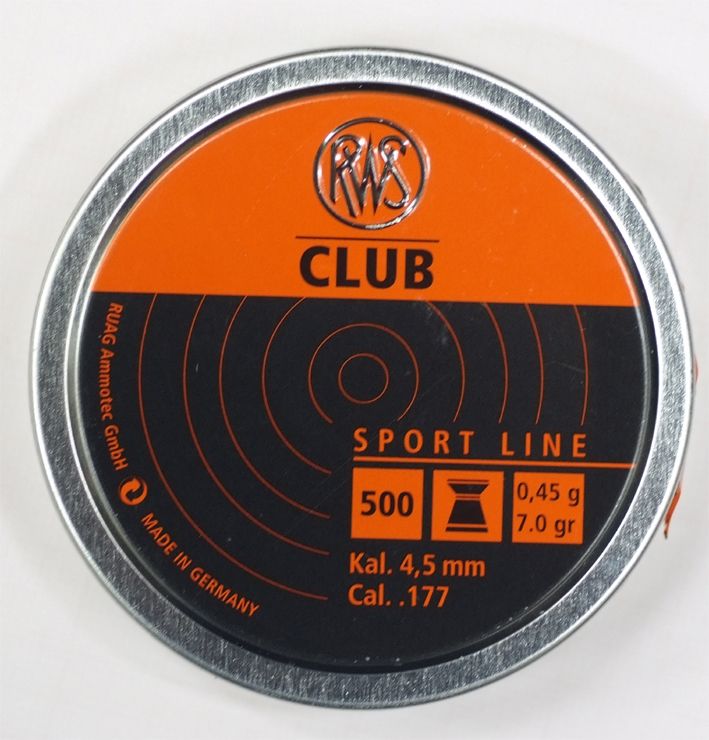 RWS
CLUB
SPORT LINE
500
0,45 g
7.0 gr
Kal. 4,5 mm
Cal. .177
RUAG Ammotec GmbH
MADE IN GERMANY